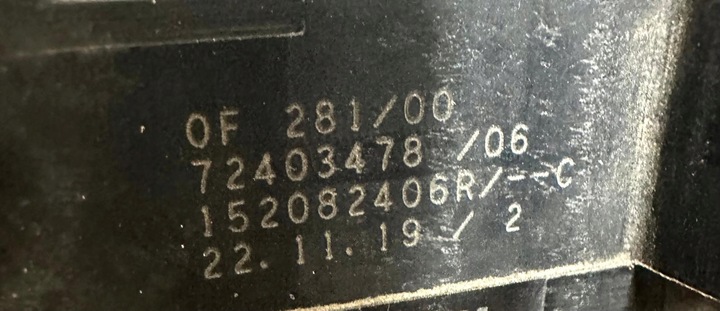 OF 281/00
72403478 /06
152082406R/--C
22.11.19 / 2